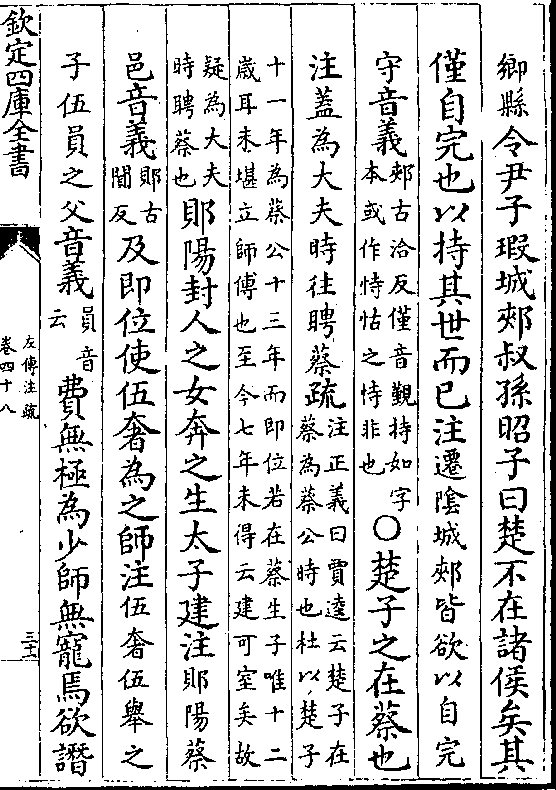 鄉縣令尹子瑕城郟叔孫昭子曰楚不在諸侯矣其
僅自完也以持其世而已注遷陰城郟皆欲以自完
守音義郟古洽反僅音覲持如字
本或作恃怙之恃非也○楚子之在蔡也
注蓋為大夫時往聘蔡疏注正義曰賈逵云楚子在
蔡為蔡公時也杜以楚子
十一年為蔡公十三年而即位若在蔡生子唯十二
歲耳未堪立師傅也至今七年未得云建可室矣故
疑為大夫
時聘蔡也郹陽封人之女奔之生太子建注郹陽蔡
邑音義郹古
闃反及即位使伍奢為之師注伍奢伍舉之
子伍員之父音義員音
云費無極為少師無寵焉欲譖
欽定四庫全書
左傳注疏
卷四十八